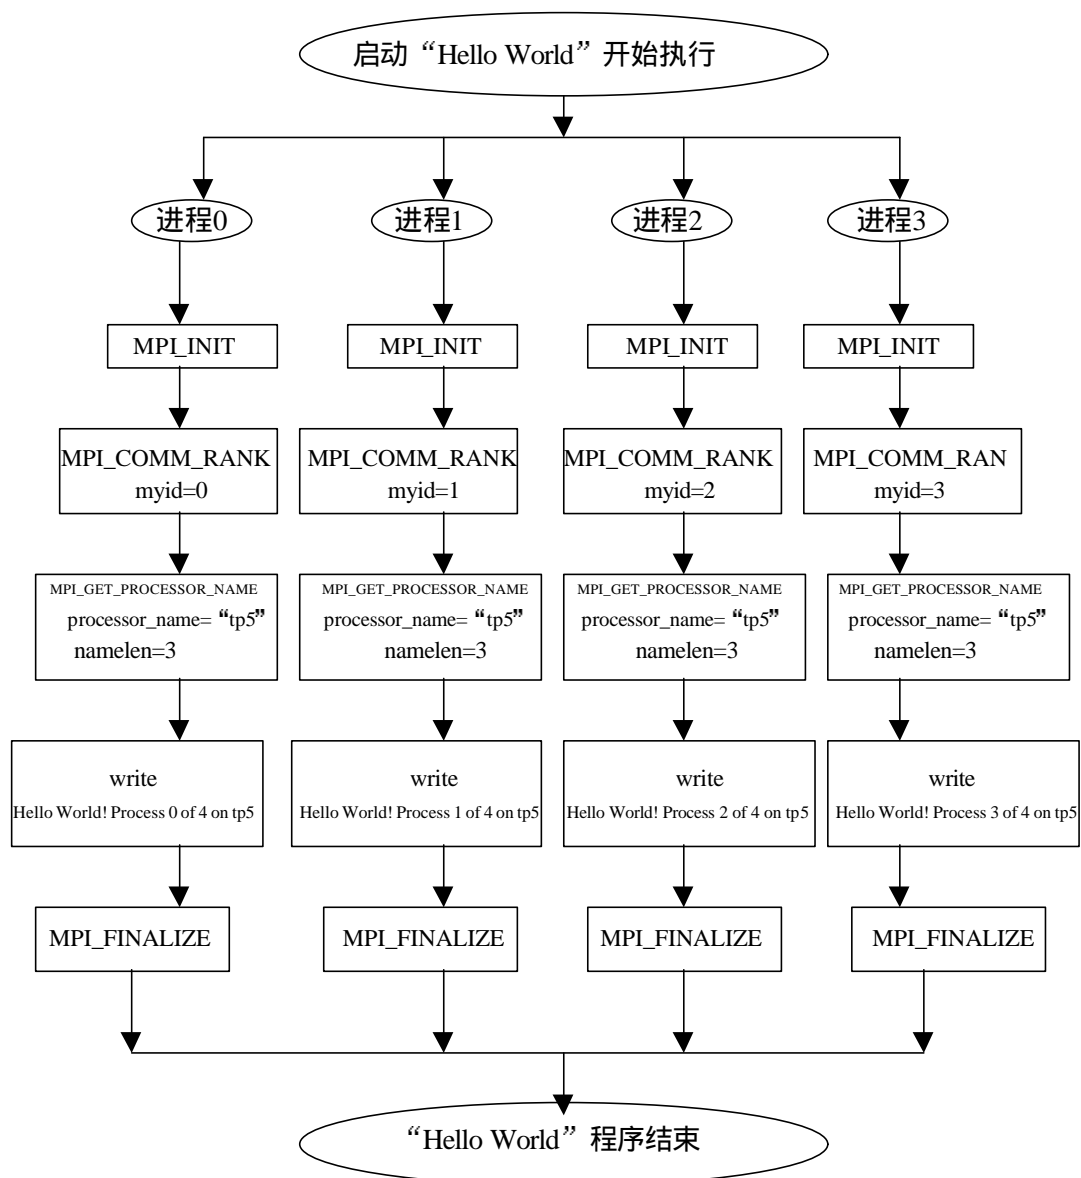 启动“Hello World”开始执行
进程0
进程1
进程2
进程3
MPI_INIT
MPI_INIT
MPI_INIT
MPI_INIT
MPI_COMM_RANK
myid=0
MPI_COMM_RANK
myid=1
MPI_COMM_RANK
myid=2
MPI_COMM_RAN
myid=3
MPI_GET_PROCESSOR_NAME
processor_name= “tp5”
namelen=3
MPI_GET_PROCESSOR_NAME
processor_name= “tp5”
namelen=3
MPI_GET_PROCESSOR_NAME
processor_name= “tp5”
namelen=3
MPI_GET_PROCESSOR_NAME
processor_name= “tp5”
namelen=3
write
Hello World! Process 0 of 4 on tp5
write
Hello World! Process 1 of 4 on tp5
write
Hello World! Process 2 of 4 on tp5
write
Hello World! Process 3 of 4 on tp5
MPI_FINALIZE
MPI_FINALIZE
MPI_FINALIZE
MPI_FINALIZE
“Hello World”程序结束